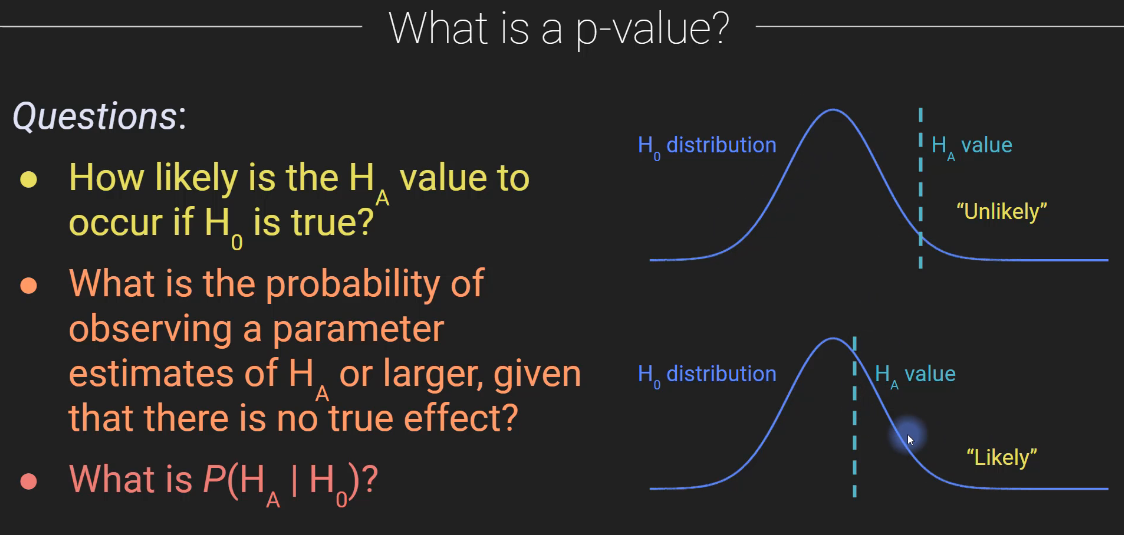 What is a p-value?
Questions:
● How likely is the H_A value to
occur if H_0 is true?
● What is the probability of
observing a parameter
estimates of H_A or larger, given
that there is no true effect?
● What is P(H_A | H_0)?
H_0 distribution
H_A value
“Unlikely”
H_0 distribution
H_A value
“Likely”